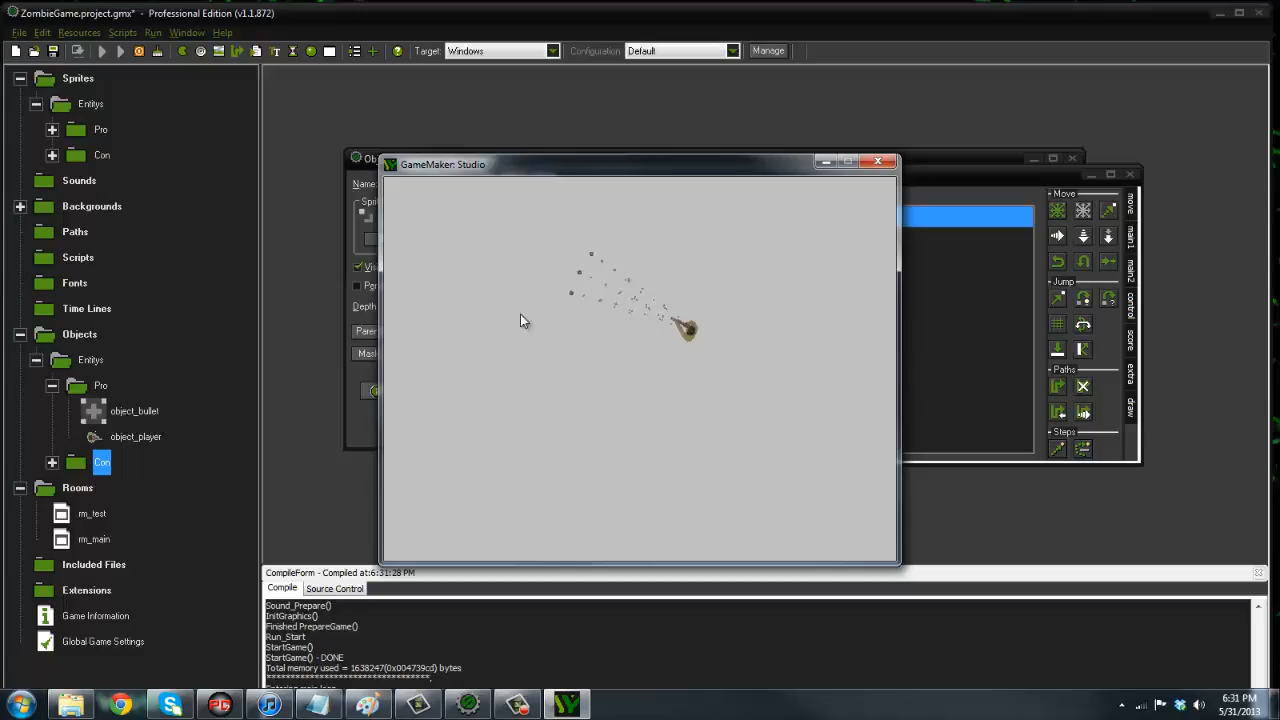 ZombieGame.project.gmx* - Professional Edition (v1.1.872)
File Edit Resources Scripts Run Window Help
Target: Windows Configuration: Default Manage
Sprites
Entitys
Pro
Con
Sounds
Backgrounds
Paths
Scripts
Fonts
Time Lines
Objects
Entitys
Pro
object_bullet
object_player
Con
Rooms
rm_test
rm_main
Included Files
Extensions
Game Information
Global Game Settings
Name:
GameMaker: Studio
Depth
Move
Jump
Paths
Steps
move
main1
main2
control
score
extra
draw
CompileForm - Compiled at:6:31:28 PM
Compile Source Control
Sound_Prepare()
InitGraphics()
Finished PrepareGame()
Run_Start
StartGame()
StartGame() - DONE
Total memory used = 1638247(0x004739cd) bytes
6:31 PM
5/31/2013